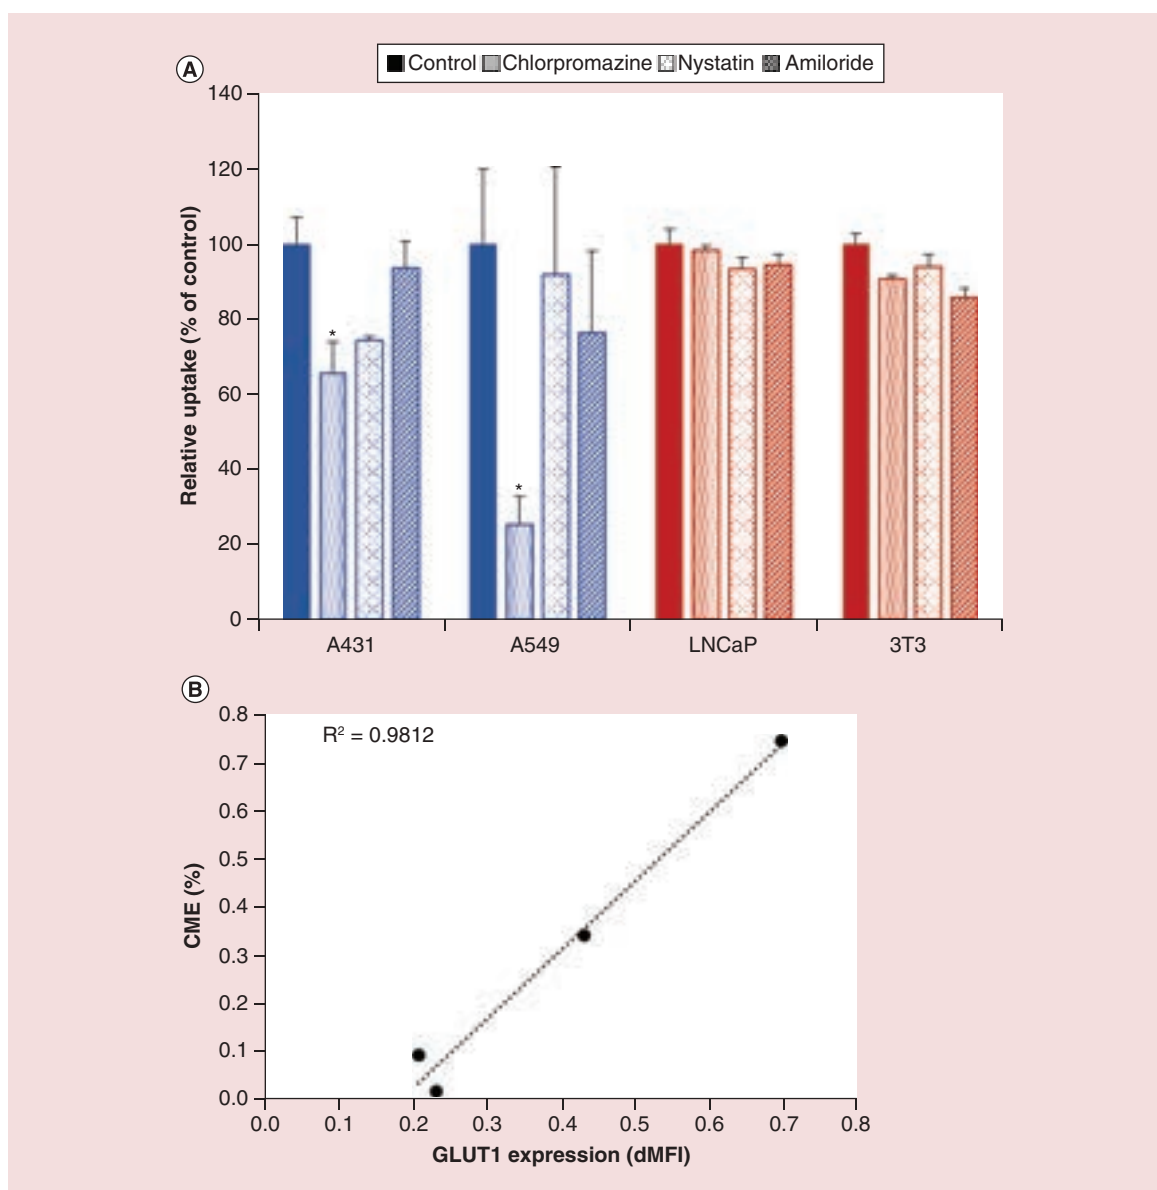 A
Control Chlorpromazine Nystatin Amiloride
Relative uptake (% of control)
140
120
100
80
60
40
20
0
*
*
A431 A549 LNCaP 3T3
B
R² = 0.9812
CME (%)
0.8
0.7
0.6
0.5
0.4
0.3
0.2
0.1
0.0
0.0 0.1 0.2 0.3 0.4 0.5 0.6 0.7 0.8
GLUT1 expression (dMFI)